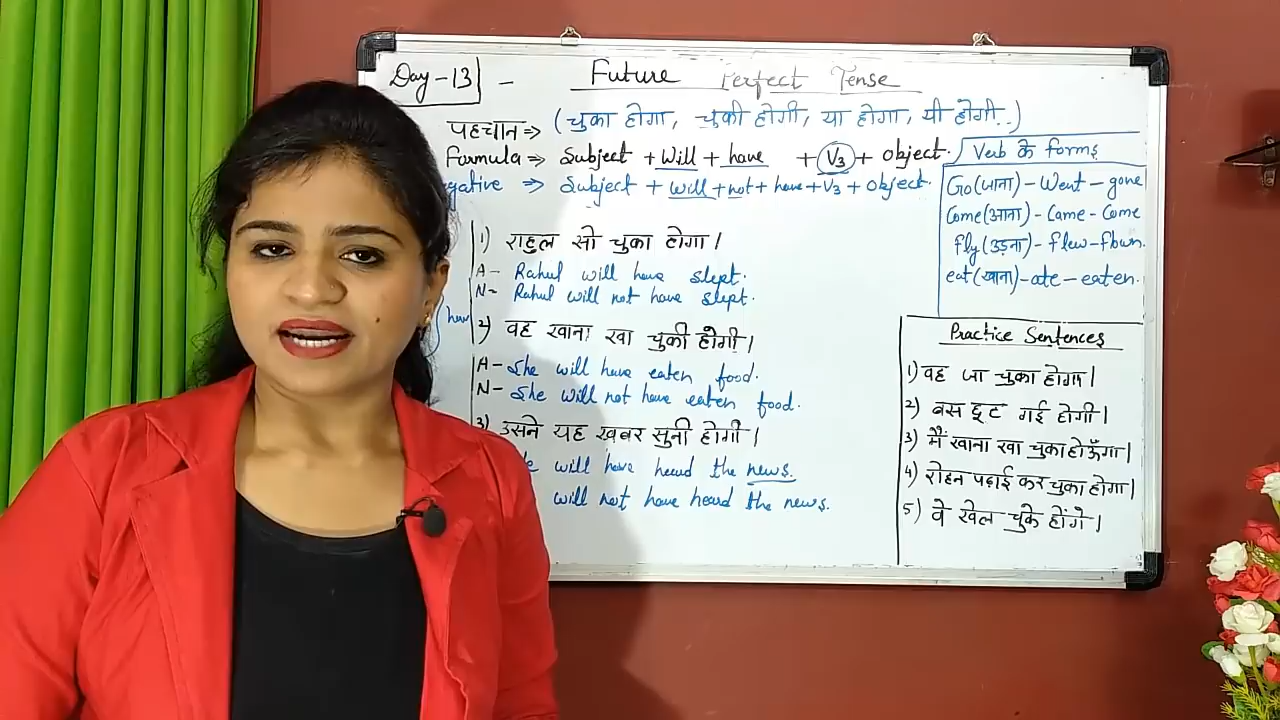 Day-13 - Future Perfect Tense
पहचान ⇒ (चुका होगा, चुकी होगी, या होगा, यी होगी..)
Formula ⇒ Subject + Will + have + V3 + Object.
gative ⇒ Subject + will + not + have + V3 + Object.
1) राहुल सो चुका होगा।
A- Rahul will have slept.
N- Rahul will not have slept.
2) वह खाना खा चुकी होगी।
A- She will have eaten food.
N- She will not have eaten food.
3) उसने यह खबर सुनी होगी।
will have heard the news.
will not have heard the news.
Verb के forms
Go(जाना)-Went-gone
Come(आना)-Came-Come
fly(उड़ना)-flew-flown.
eat(खाना)-ate-eaten.
Practice Sentences
1) वह जा चुका होगा।
2) बस छूट गई होगी।
3) मैं खाना खा चुका होऊँगा।
4) रोहन पढ़ाई कर चुका होगा।
5) वे खेल चुके होंगे।